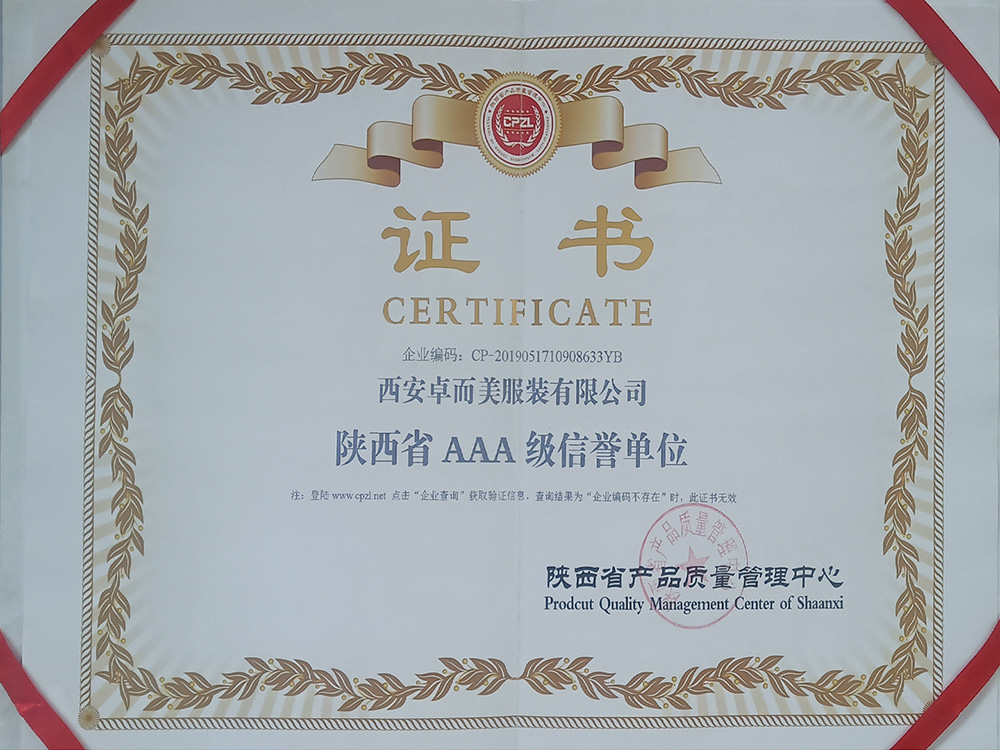 CPZL
证 书
CERTIFICATE
企业编码：CP-2019051710908633YB
西安卓而美服装有限公司
陕西省 AAA 级信誉单位
注：登陆 www.cpzl.net 点击“企业查询”获取验证信息，查询结果为“企业编码不存在”时，此证书无效
陕西省产品质量管理中心
Prodcut Quality Management Center of Shaanxi